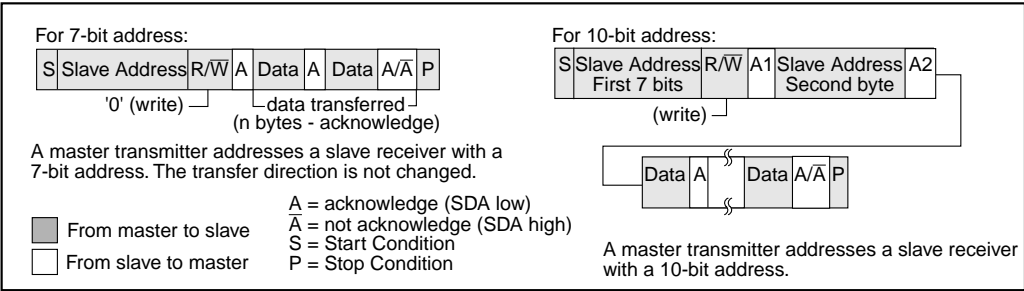 For 7-bit address:
S Slave Address R/W̅ A Data A Data A/A̅ P
'0' (write)
data transferred
(n bytes - acknowledge)
A master transmitter addresses a slave receiver with a
7-bit address. The transfer direction is not changed.
From master to slave
From slave to master
A = acknowledge (SDA low)
A̅ = not acknowledge (SDA high)
S = Start Condition
P = Stop Condition
For 10-bit address:
S Slave Address First 7 bits R/W̅ A1 Slave Address Second byte A2
(write)
Data A Data A/A̅ P
A master transmitter addresses a slave receiver
with a 10-bit address.